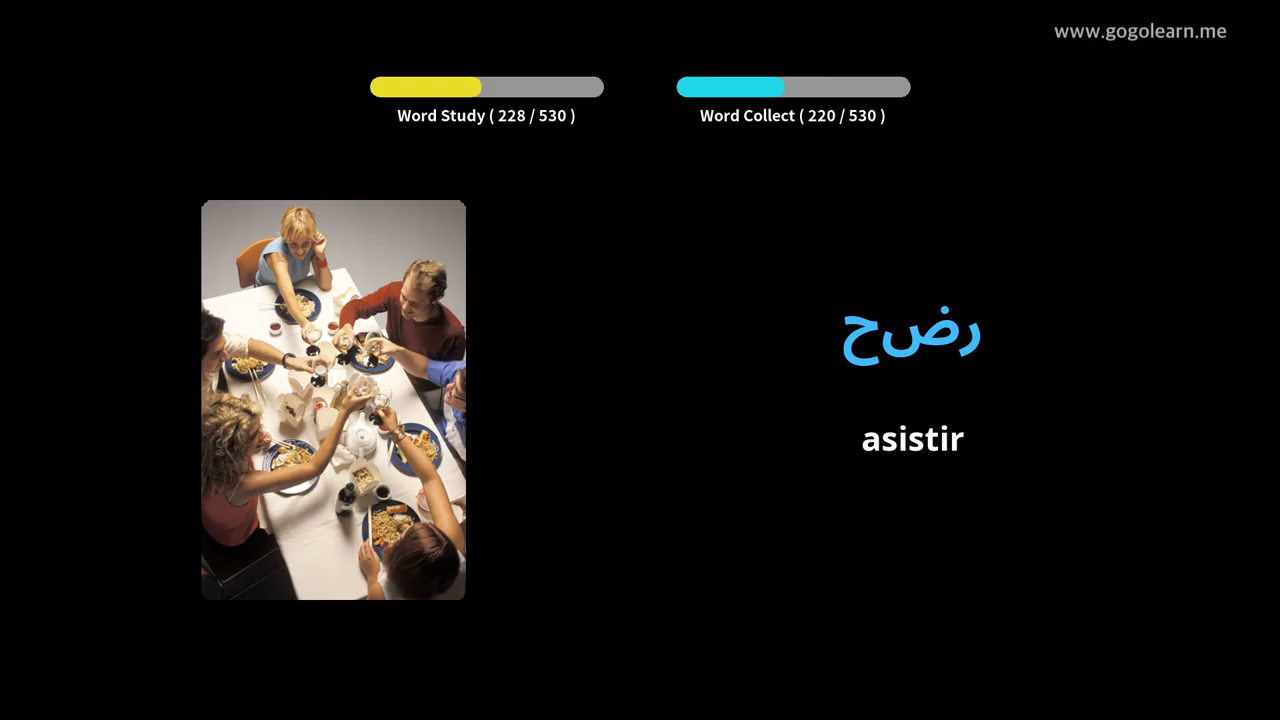 www.gogolearn.me
Word Study ( 228 / 530 )
Word Collect ( 220 / 530 )
رضح
asistir